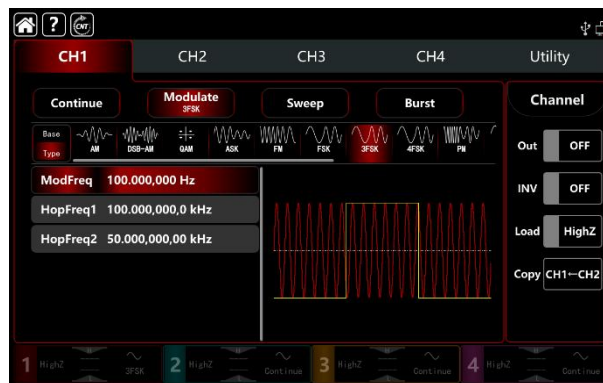 ? CNT
CH1 CH2 CH3 CH4 Utility
Continue Modulate 3FSK Sweep Burst Channel
Base Type AM DSB-AM QAM ASK FM FSK 3FSK 4FSK PM
Out OFF
ModFreq 100.000,000 Hz
INV OFF
HopFreq1 100.000,000,0 kHz
HopFreq2 50.000,000,00 kHz
Load HighZ
Copy CH1←CH2
1 HighZ 3FSK 2 HighZ Continue 3 HighZ Continue 4 HighZ Continue